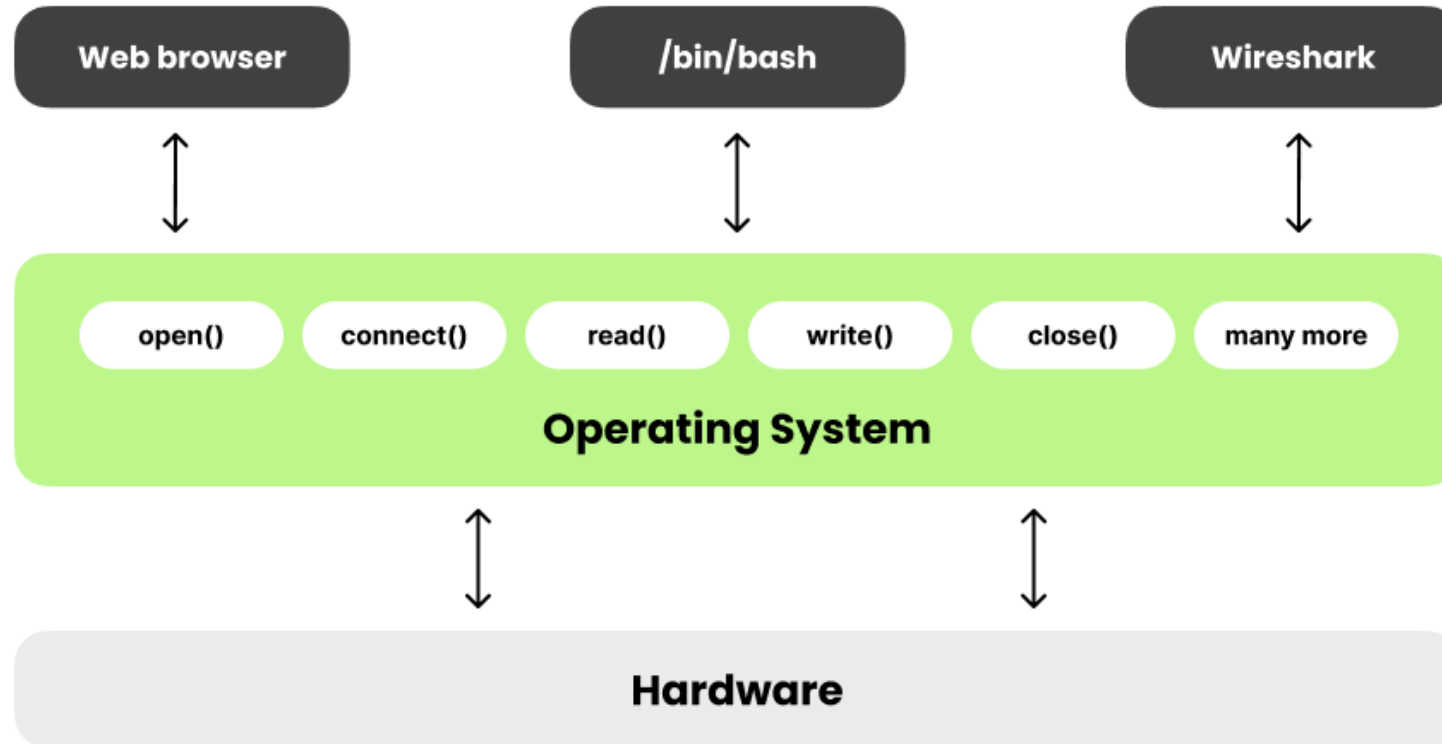 Web browser
/bin/bash
Wireshark
open()
connect()
read()
write()
close()
many more
Operating System
Hardware